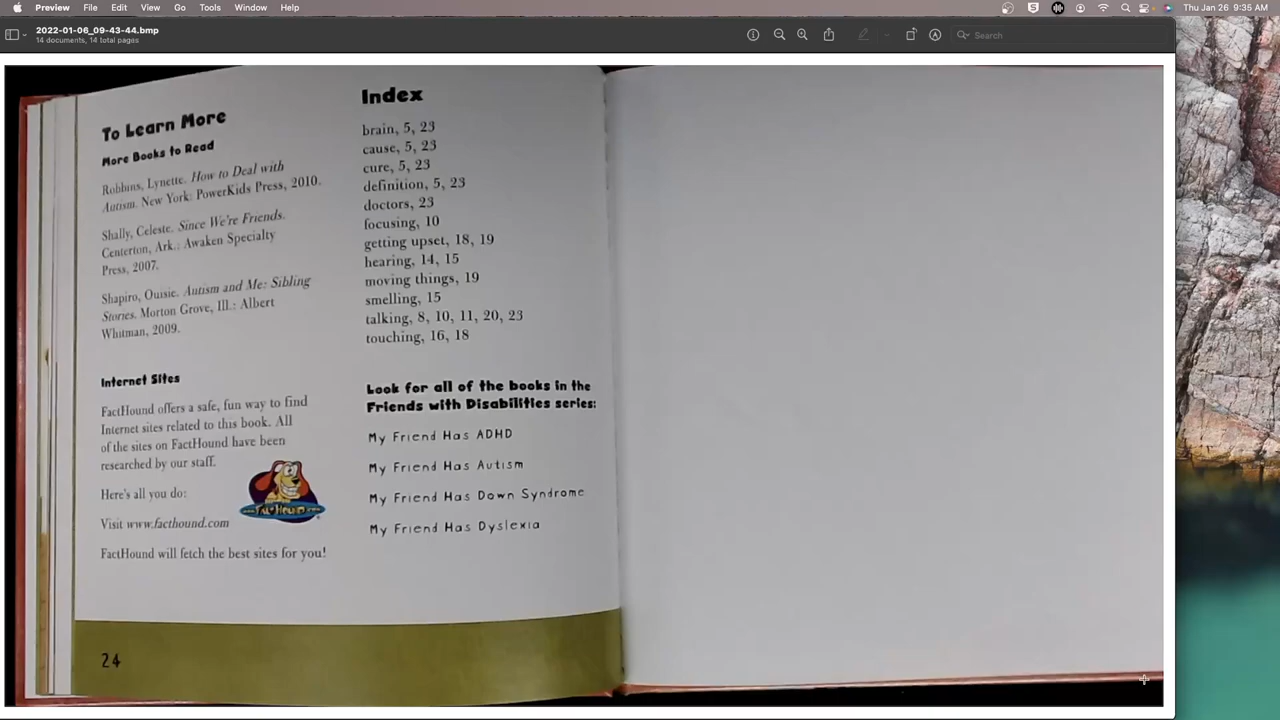 Preview File Edit View Go Tools Window Help
Thu Jan 26 9:35 AM
2022-01-06_09-43-44.bmp
14 documents, 14 total pages
Search
To Learn More
More Books to Read
Robbins, Lynette. How to Deal with
Autism. New York: PowerKids Press, 2010.
Shally, Celeste. Since We're Friends.
Centerton, Ark.: Awaken Specialty
Press, 2007.
Shapiro, Ouisie. Autism and Me: Sibling
Stories. Morton Grove, Ill.: Albert
Whitman, 2009.
Internet Sites
FactHound offers a safe, fun way to find
Internet sites related to this book. All
of the sites on FactHound have been
researched by our staff.
Here's all you do:
Visit www.facthound.com
FactHound will fetch the best sites for you!
24
Index
brain, 5, 23
cause, 5, 23
cure, 5, 23
definition, 5, 23
doctors, 23
focusing, 10
getting upset, 18, 19
hearing, 14, 15
moving things, 19
smelling, 15
talking, 8, 10, 11, 20, 23
touching, 16, 18
Look for all of the books in the
Friends with Disabilities series:
My Friend Has ADHD
My Friend Has Autism
My Friend Has Down Syndrome
My Friend Has Dyslexia